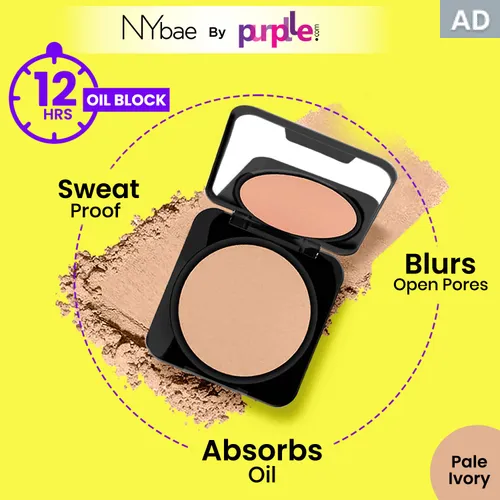 NYbae By purplle.com
AD
12
HRS
OIL BLOCK
Sweat
Proof
Blurs
Open Pores
Absorbs
Oil
Pale
Ivory